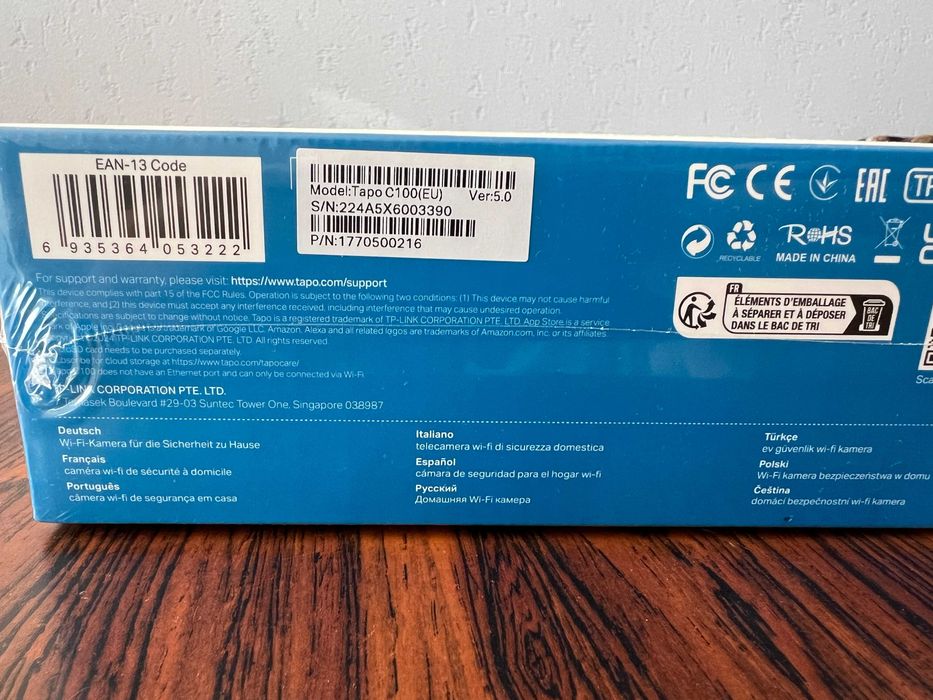 EAN-13 Code
6 935364 053222
Model:Tapo C100(EU) Ver:5.0
S/N:224A5X6003390
P/N:1770500216
FC CE EAC TP
RECYCLABLE
RoHS
MADE IN CHINA
FR
ÉLÉMENTS D'EMBALLAGE
À SÉPARER ET À DÉPOSER
DANS LE BAC DE TRI
BAC
DE
TRI
For support and warranty, please visit: https://www.tapo.com/support
This device complies with part 15 of the FCC Rules. Operation is subject to the following two conditions: (1) This device may not cause harmful
interference, and (2) this device must accept any interference received, including interference that may cause undesired operation.
Specifications are subject to change without notice. Tapo is a registered trademark of TP-LINK CORPORATION PTE. LTD. App Store is a service
of Apple Inc. trademark of Google LLC. Amazon, Alexa and all related logos are trademarks of Amazon.com, Inc. or its affiliates.
2024 TP-LINK CORPORATION PTE. LTD. All rights reserved.
card needs to be purchased separately.
Subscribe for cloud storage at https://www.tapo.com/tapocare/
C100 does not have an Ethernet port and can only be connected via Wi-Fi.
TP-LINK CORPORATION PTE. LTD.
7 Temasek Boulevard #29-03 Suntec Tower One, Singapore 038987
Sca
Deutsch
Wi-Fi-Kamera für die Sicherheit zu Hause
Français
caméra wi-fi de sécurité à domicile
Português
câmera wi-fi de segurança em casa
Italiano
telecamera wi-fi di sicurezza domestica
Español
cámara de seguridad para el hogar wi-fi
Русский
Домашняя Wi-Fi камера
Türkçe
ev güvenlik wi-fi kamera
Polski
Wi-Fi kamera bezpieczeństwa w domu
Čeština
domácí bezpečnostní wi-fi kamera